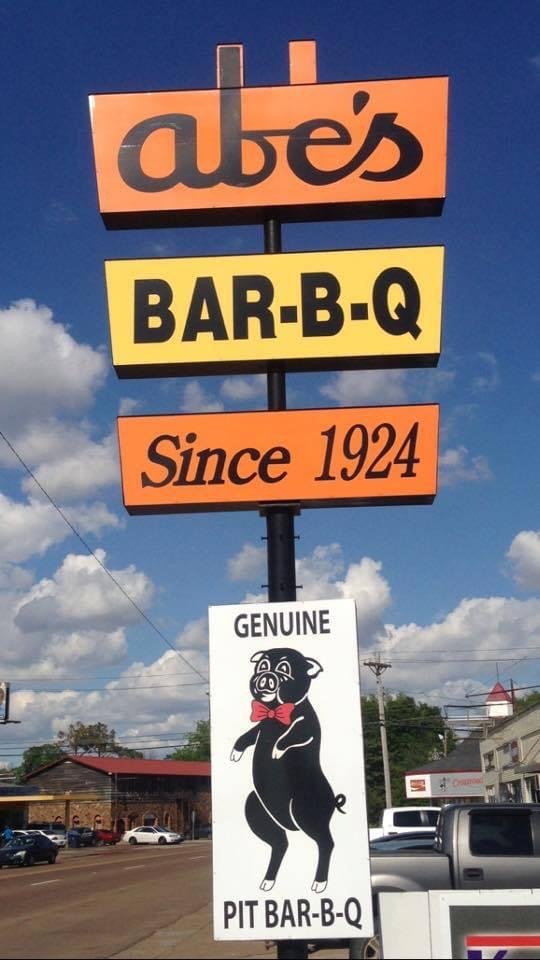 abe's
BAR-B-Q
Since 1924
GENUINE
PIT BAR-B-Q